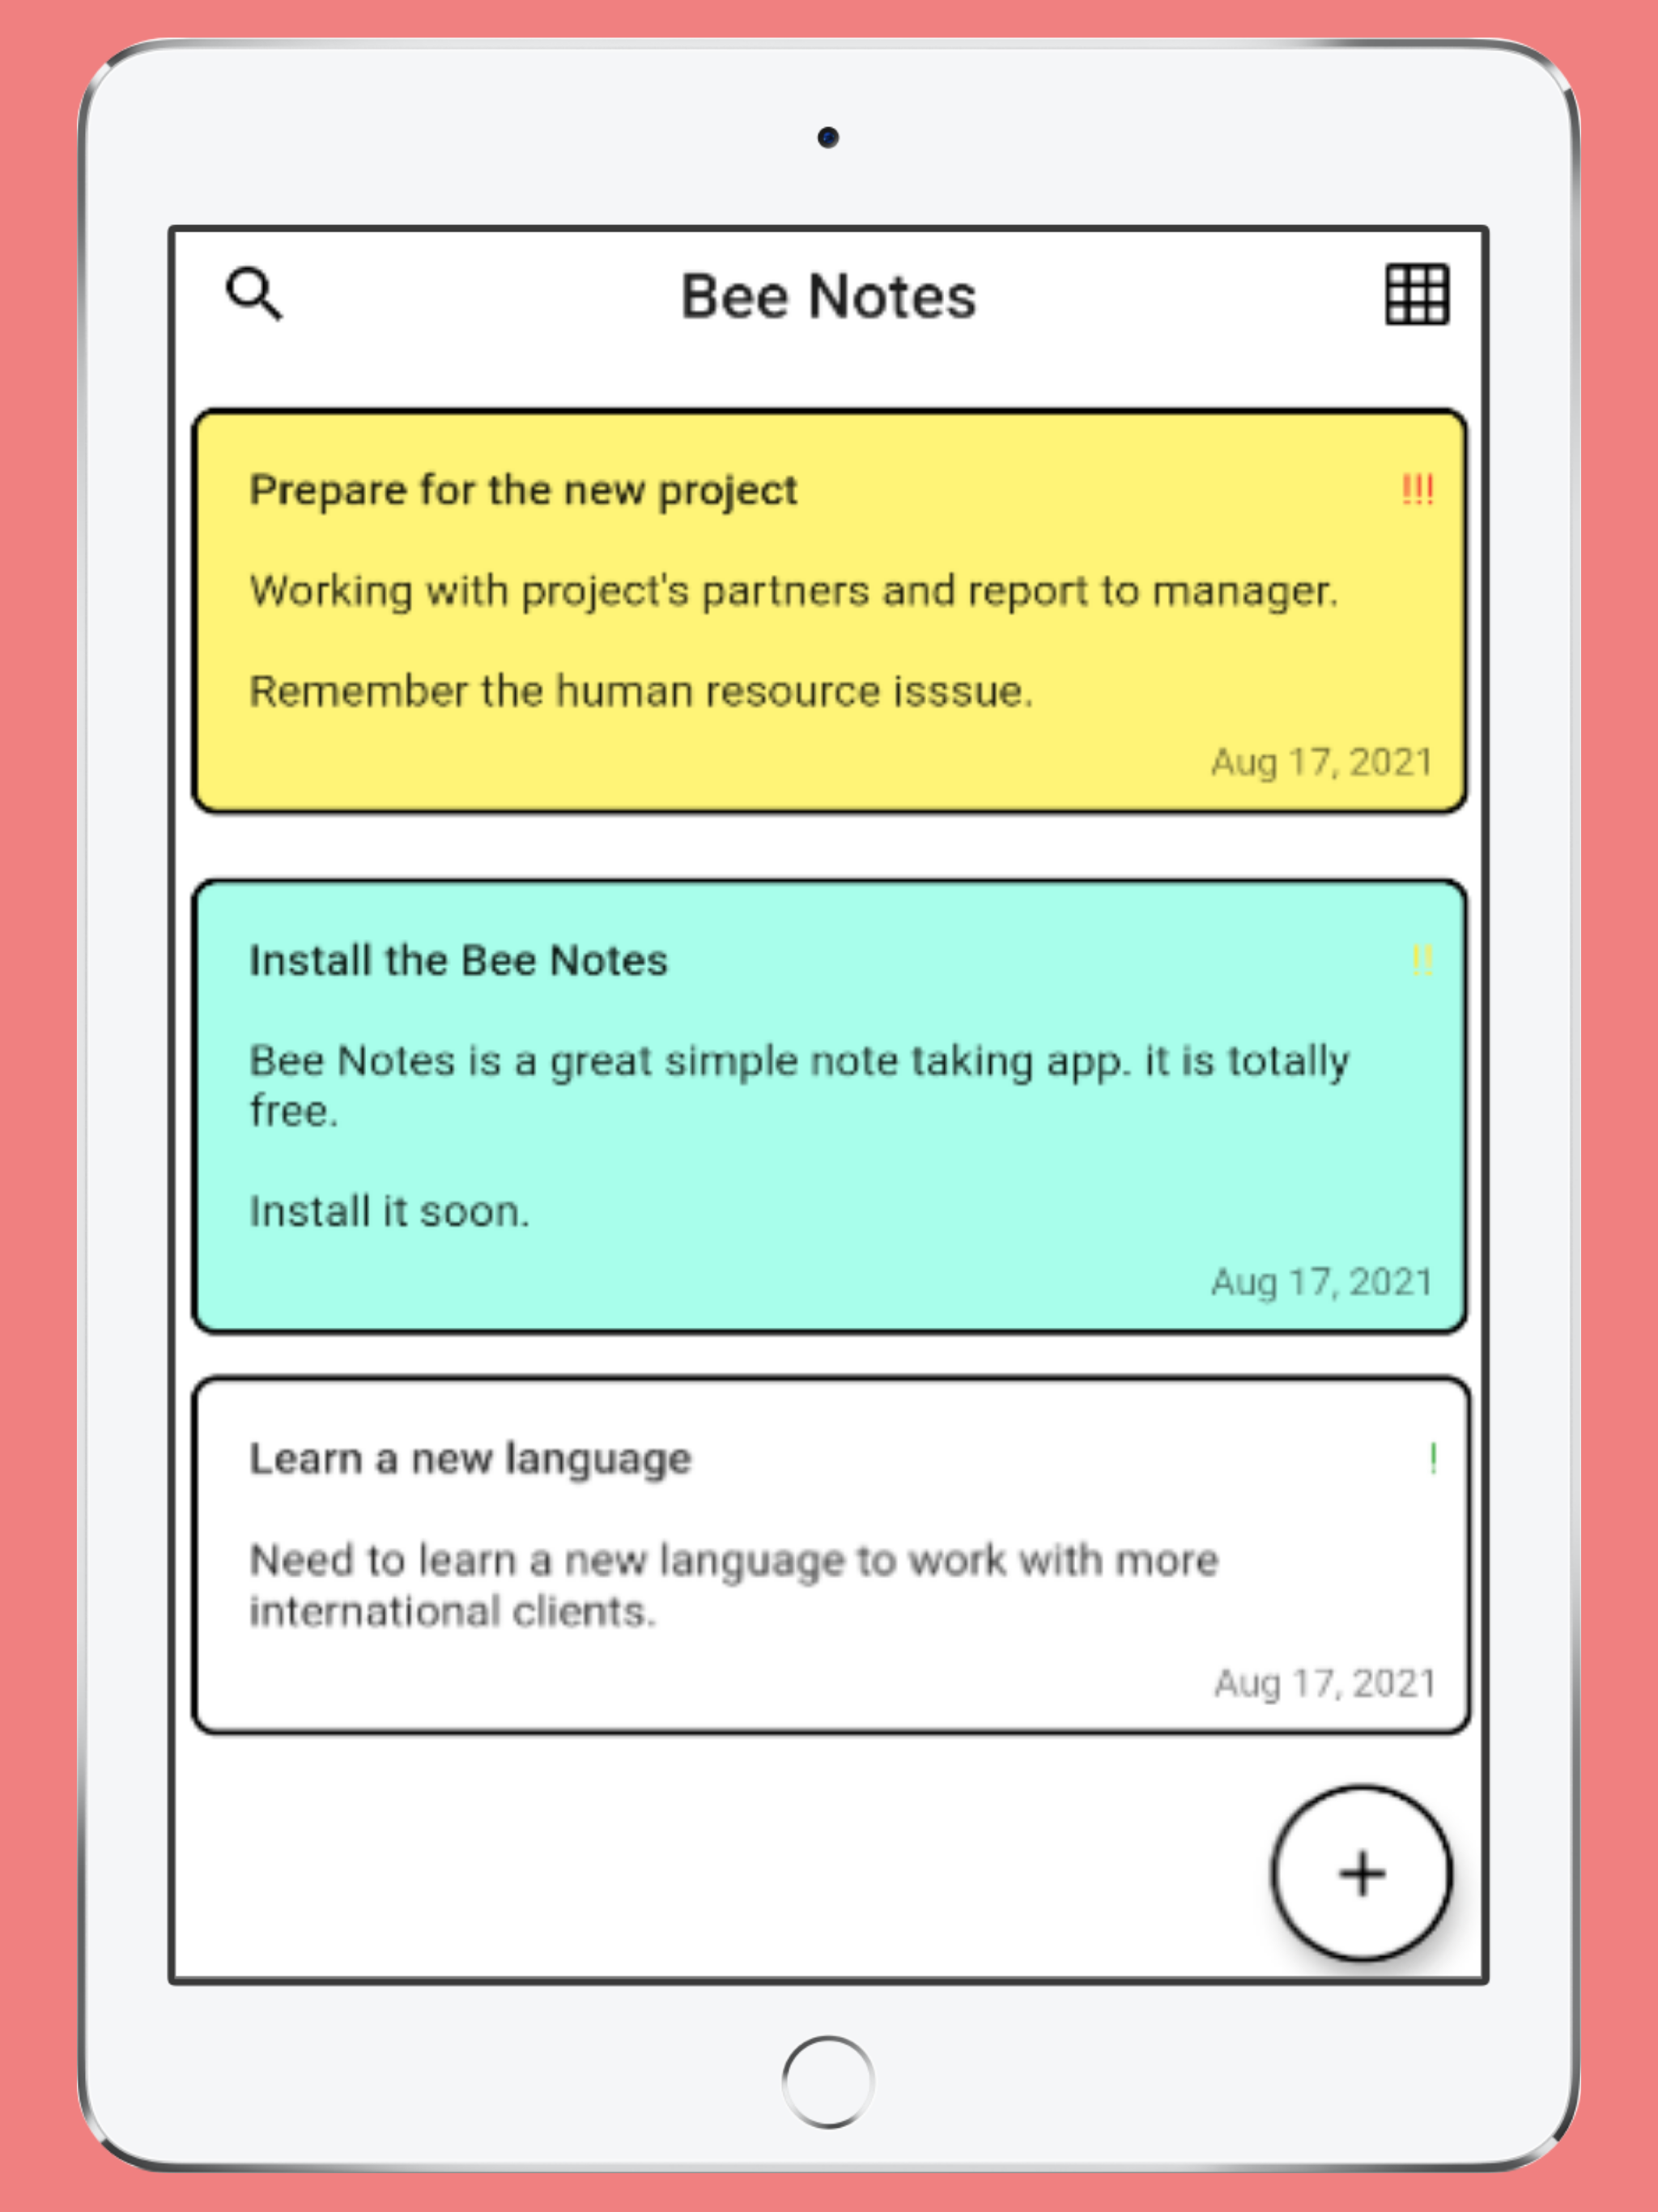 Bee Notes
Prepare for the new project
!!!
Working with project's partners and report to manager.
Remember the human resource isssue.
Aug 17, 2021
Install the Bee Notes
!!
Bee Notes is a great simple note taking app. it is totally
free.
Install it soon.
Aug 17, 2021
Learn a new language
!
Need to learn a new language to work with more
international clients.
Aug 17, 2021
+